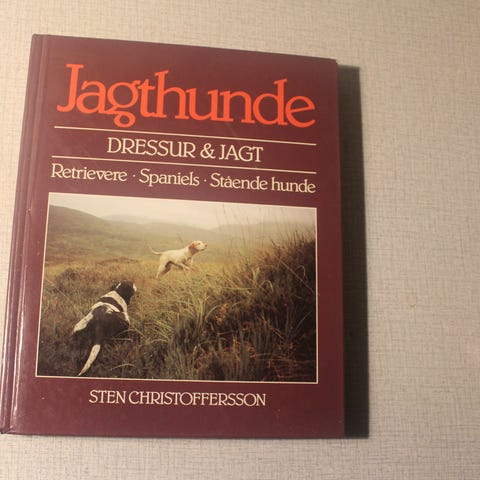 Jagthunde
DRESSUR & JAGT
Retrievere · Spaniels · Stående hunde
STEN CHRISTOFFERSSON